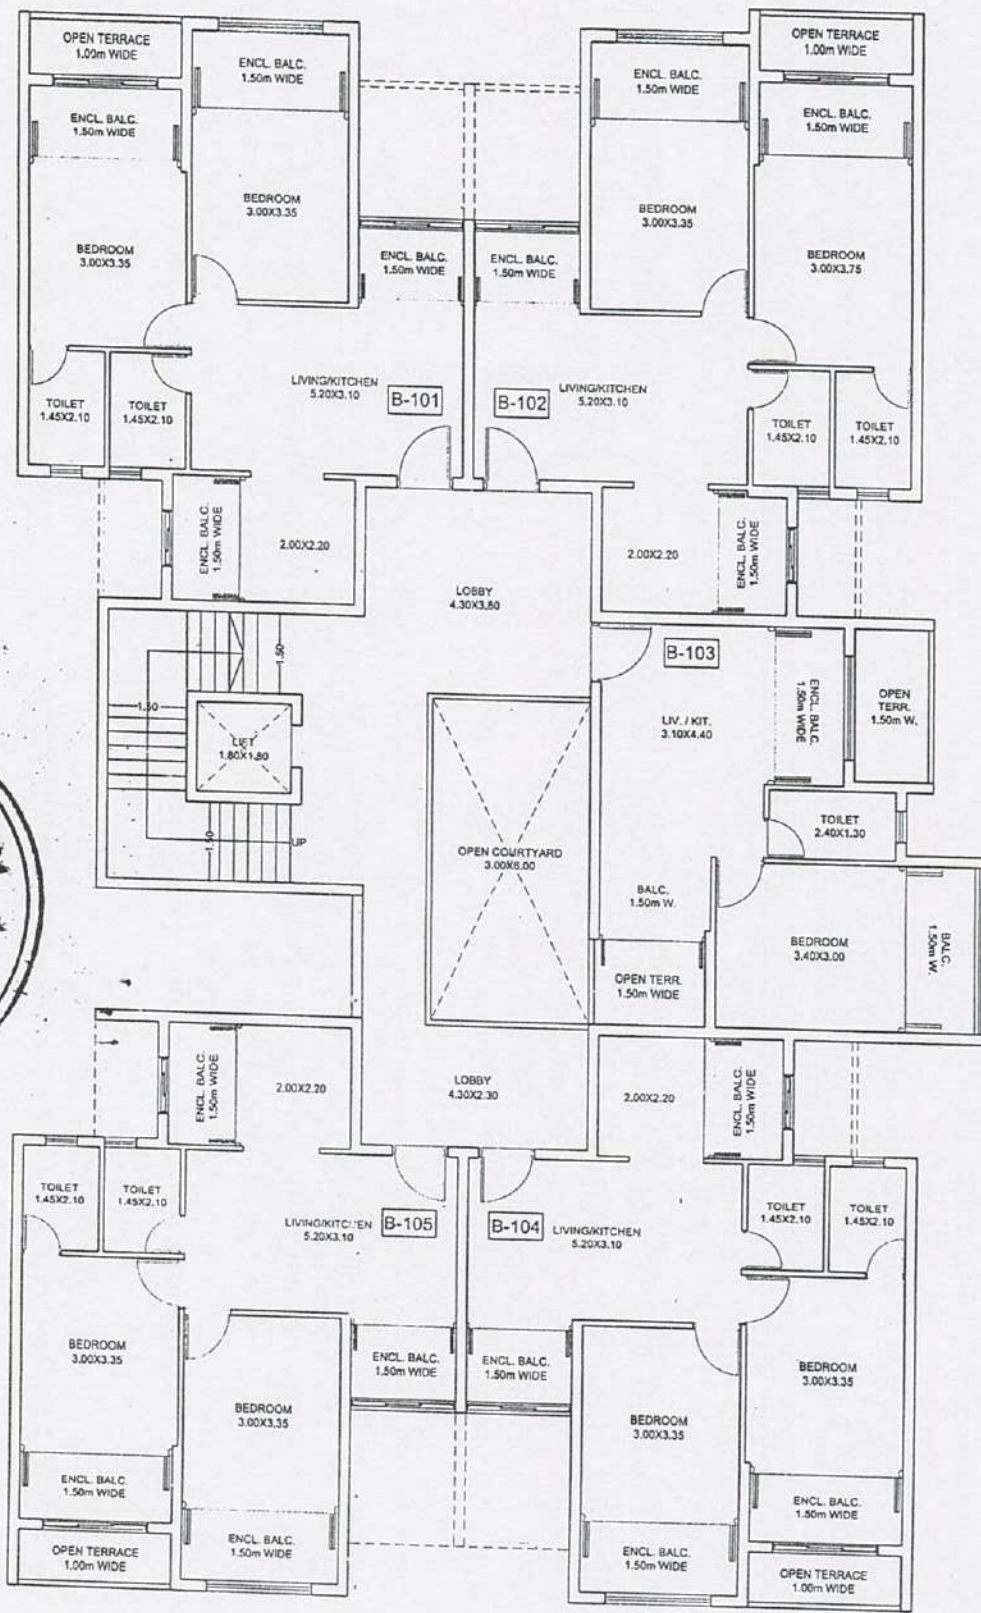 OPEN TERRACE
1.00m WIDE
ENCL. BALC.
1.50m WIDE
ENCL. BALC.
1.50m WIDE
OPEN TERRACE
1.00m WIDE
ENCL. BALC.
1.50m WIDE
ENCL. BALC.
1.50m WIDE
BEDROOM
3.00X3.35
BEDROOM
3.00X3.35
BEDROOM
3.00X3.35
BEDROOM
3.00X3.75
ENCL. BALC.
1.50m WIDE
ENCL. BALC.
1.50m WIDE
LIVING/KITCHEN
5.20X3.10
B-101
B-102
LIVING/KITCHEN
5.20X3.10
TOILET
1.45X2.10
TOILET
1.45X2.10
TOILET
1.45X2.10
TOILET
1.45X2.10
ENCL. BALC.
1.50m WIDE
2.00X2.20
2.00X2.20
ENCL. BALC.
1.50m WIDE
LOBBY
4.30X3.80
1.50
1.50
LIFT
1.80X1.80
1.50
UP
B-103
LIV. / KIT.
3.10X4.40
ENCL. BALC.
1.50m WIDE
OPEN
TERR.
1.50m W.
TOILET
2.40X1.30
OPEN COURTYARD
3.00X6.00
BALC.
1.50m W.
BEDROOM
3.40X3.00
BALC.
1.50m W.
OPEN TERR.
1.50m WIDE
ENCL. BALC.
1.50m WIDE
2.00X2.20
LOBBY
4.30X2.30
2.00X2.20
ENCL. BALC.
1.50m WIDE
TOILET
1.45X2.10
TOILET
1.45X2.10
LIVING/KITCHEN
5.20X3.10
B-105
B-104
LIVING/KITCHEN
5.20X3.10
TOILET
1.45X2.10
TOILET
1.45X2.10
BEDROOM
3.00X3.35
BEDROOM
3.00X3.35
ENCL. BALC.
1.50m WIDE
ENCL. BALC.
1.50m WIDE
BEDROOM
3.00X3.35
BEDROOM
3.00X3.35
ENCL. BALC.
1.50m WIDE
ENCL. BALC.
1.50m WIDE
ENCL. BALC.
1.50m WIDE
ENCL. BALC.
1.50m WIDE
OPEN TERRACE
1.00m WIDE
OPEN TERRACE
1.00m WIDE